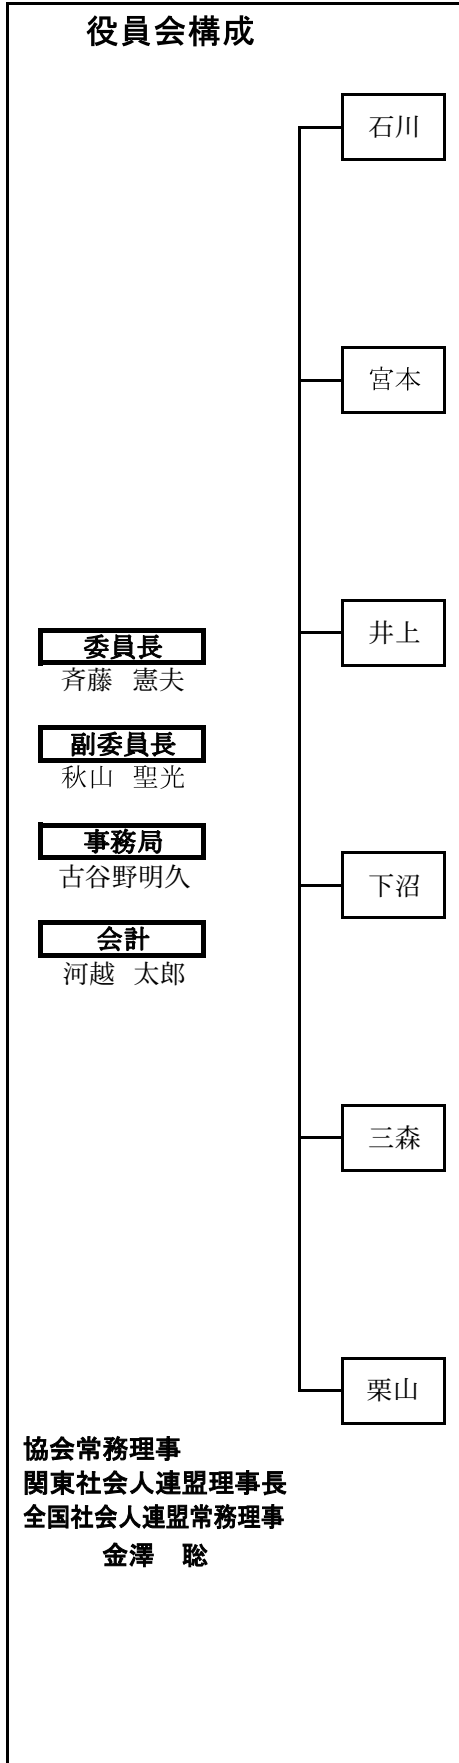 役員会構成
石川
宮本
井上
委員長
斉藤 憲夫
副委員長
秋山 聖光
事務局
古谷野明久
会計
河越 太郎
下沼
三森
栗山
協会常務理事
関東社会人連盟理事長
全国社会人連盟常務理事
金澤 聡